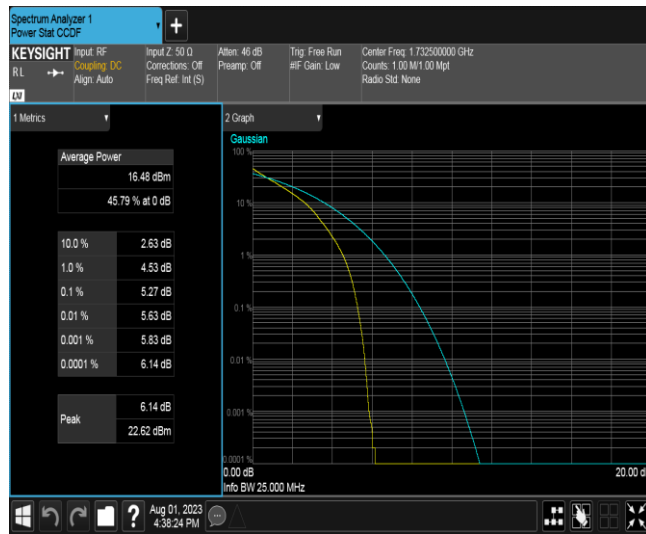 Spectrum Analyzer 1
Power Stat CCDF
+
KEYSIGHT
RL
LXI
Input: RF
Coupling: DC
Align: Auto
Input Z: 50 Ω
Corrections: Off
Freq Ref: Int (S)
Atten: 46 dB
Preamp: Off
Trig: Free Run
#IF Gain: Low
Center Freq: 1.732500000 GHz
Counts: 1.00 M/1.00 Mpt
Radio Std: None
1 Metrics
Average Power
16.48 dBm
45.79 % at 0 dB
10.0 % 2.63 dB
1.0 % 4.53 dB
0.1 % 5.27 dB
0.01 % 5.63 dB
0.001 % 5.83 dB
0.0001 % 6.14 dB
Peak
6.14 dB
22.62 dBm
2 Graph
Gaussian
100 %
10 %
1 %
0.1 %
0.01 %
0.001 %
0.0001 %
0.00 dB
20.00 d
Info BW 25.000 MHz
?
Aug 01, 2023
4:38:24 PM